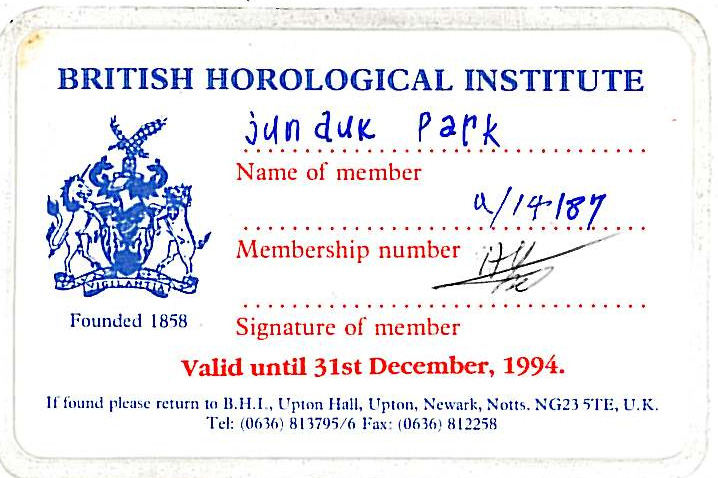 BRITISH HOROLOGICAL INSTITUTE
jun duk Park
Name of member
a/14/87
Membership number
VIGILANTIA
Founded 1858
Signature of member
Valid until 31st December, 1994.
If found please return to B.H.I., Upton Hall, Upton, Newark, Notts. NG23 5TE, U.K.
Tel: (0636) 813795/6 Fax: (0636) 812258